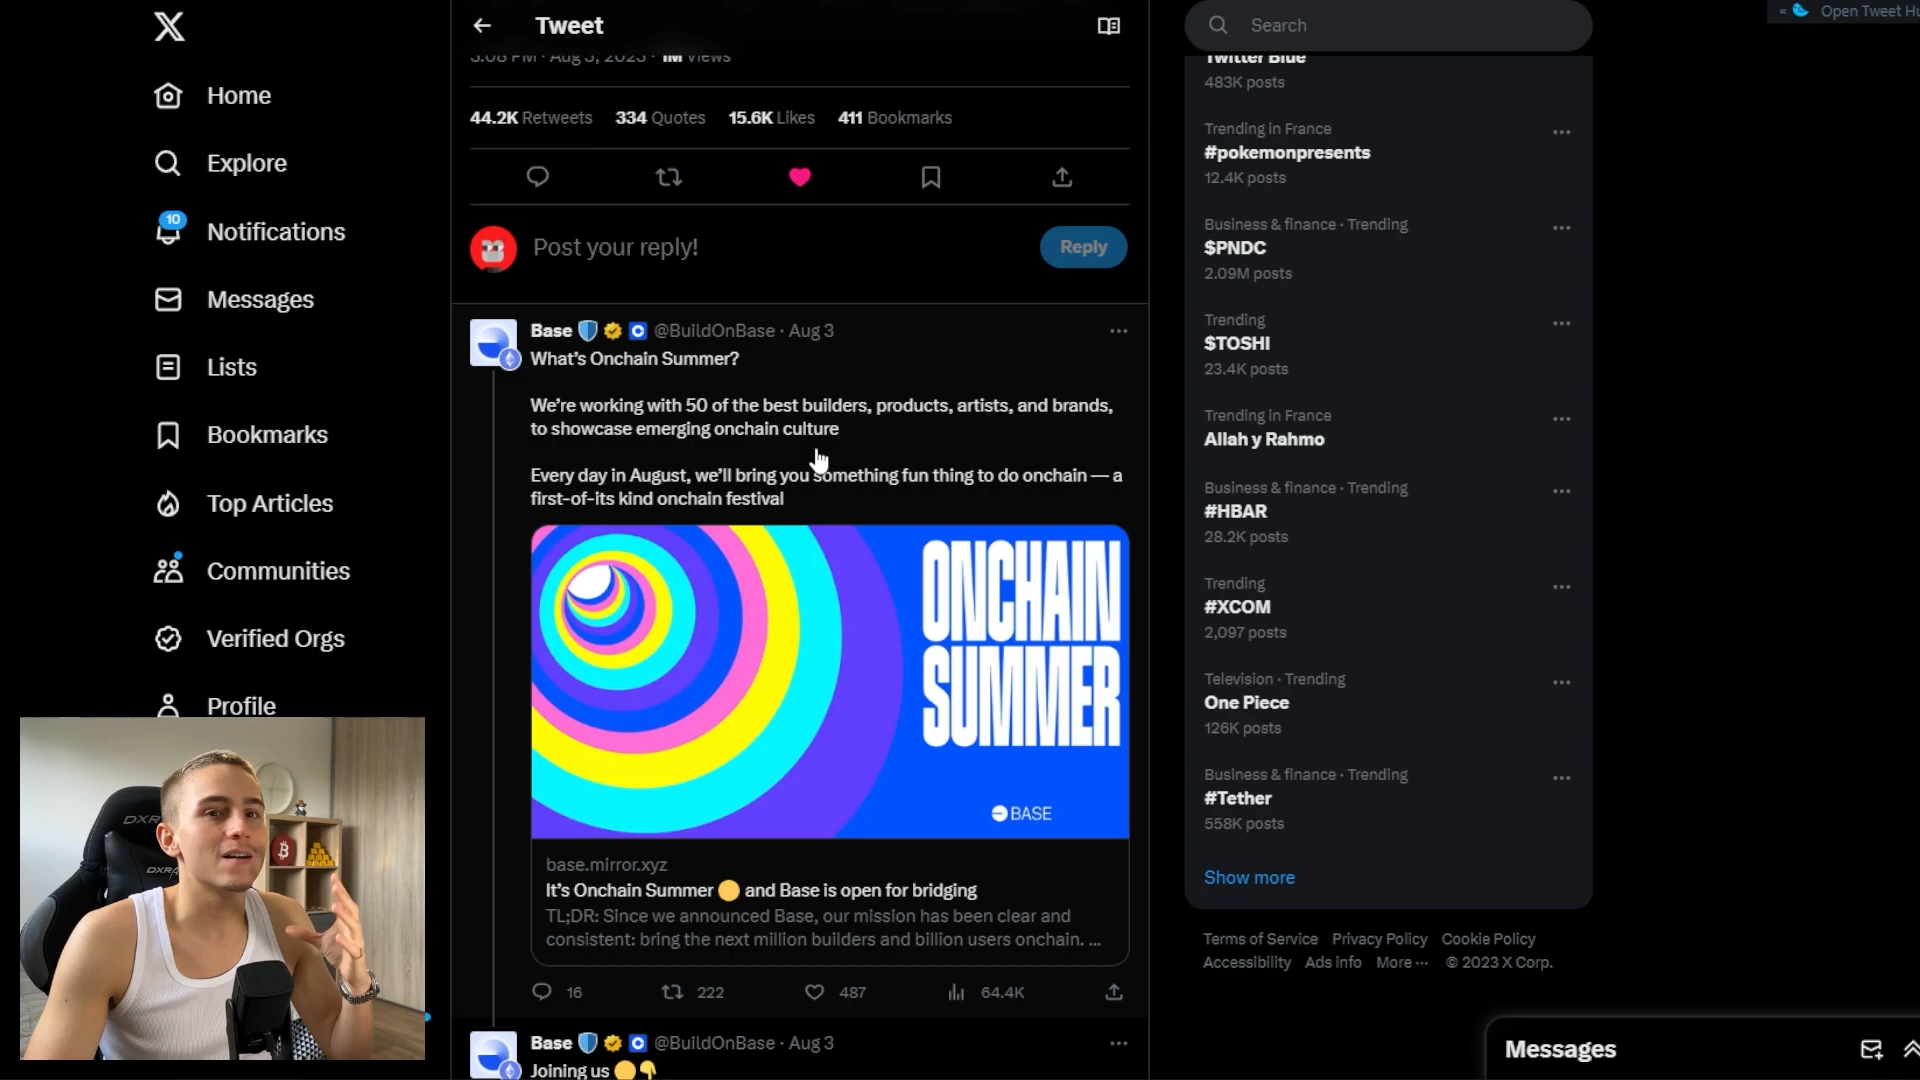 X
Home
Explore
10
Notifications
Messages
Lists
Bookmarks
Top Articles
Communities
Verified Orgs
Profile
Tweet
3:08 PM · Aug 3, 2023 · 1M Views
44.2K Retweets 334 Quotes 15.6K Likes 411 Bookmarks
Post your reply!
Reply
Base @BuildOnBase · Aug 3
What's Onchain Summer?
We're working with 50 of the best builders, products, artists, and brands,
to showcase emerging onchain culture
Every day in August, we'll bring you something fun thing to do onchain — a
first-of-its kind onchain festival
ONCHAIN
SUMMER
BASE
base.mirror.xyz
It's Onchain Summer 🟡 and Base is open for bridging
TL;DR: Since we announced Base, our mission has been clear and
consistent: bring the next million builders and billion users onchain. ...
16 222 487 64.4K
Base @BuildOnBase · Aug 3
Joining us 🟡👇
Search
« Open Tweet
Twitter Blue
483K posts
Trending in France
#pokemonpresents
12.4K posts
Business & finance · Trending
$PNDC
2.09M posts
Trending
$TOSHI
23.4K posts
Trending in France
Allah y Rahmo
Business & finance · Trending
#HBAR
28.2K posts
Trending
#XCOM
2,097 posts
Television · Trending
One Piece
126K posts
Business & finance · Trending
#Tether
558K posts
Show more
Terms of Service Privacy Policy Cookie Policy
Accessibility Ads info More ··· © 2023 X Corp.
Messages